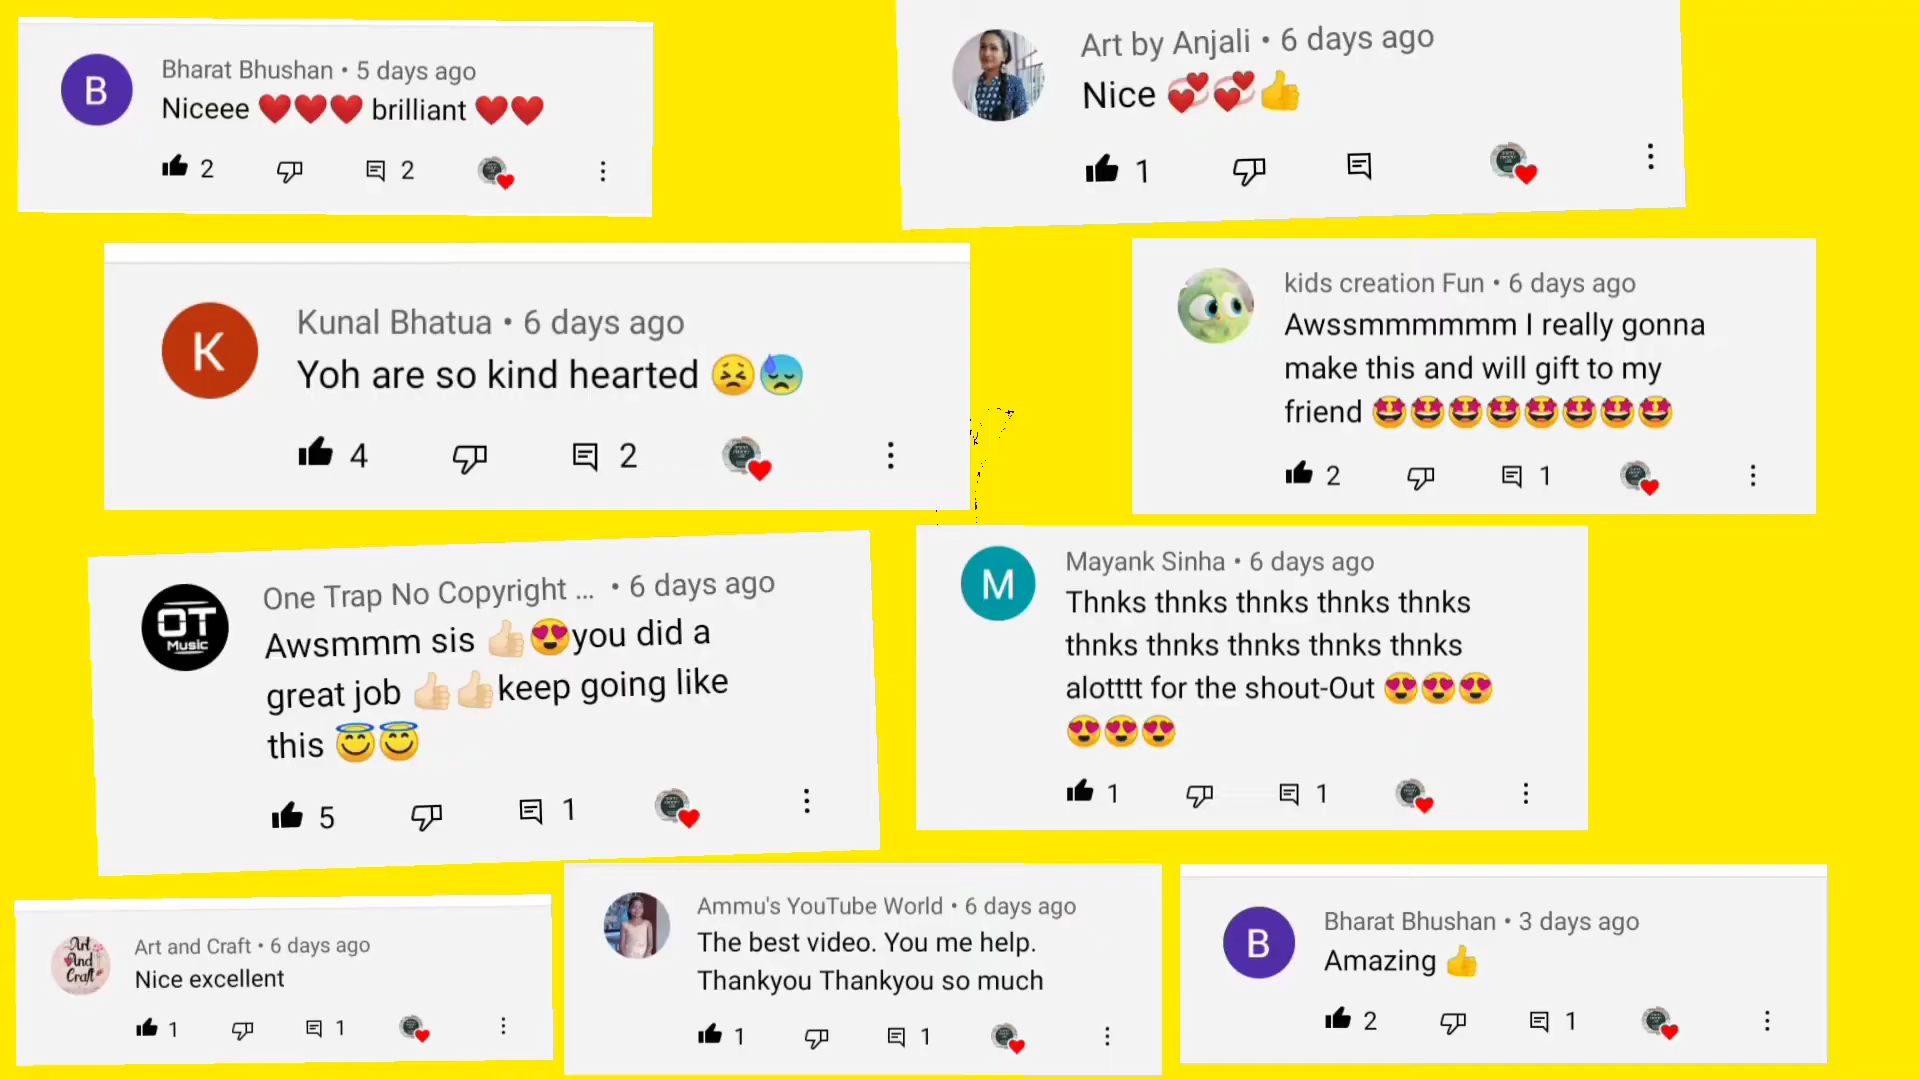 B
Bharat Bhushan • 5 days ago
Niceee ❤️❤️❤️ brilliant ❤️❤️
2 2
Art by Anjali • 6 days ago
Nice 💞💞👍
1
K
Kunal Bhatua • 6 days ago
Yoh are so kind hearted 😣😓
4 2
kids creation Fun • 6 days ago
Awssmmmmmm I really gonna
make this and will gift to my
friend 🤩🤩🤩🤩🤩🤩🤩🤩
2 1
OT
Music
One Trap No Copyright ... • 6 days ago
Awsmmm sis 👍🏻😍you did a
great job 👍🏻👍🏻keep going like
this 😇😇
5 1
M
Mayank Sinha • 6 days ago
Thnks thnks thnks thnks thnks
thnks thnks thnks thnks thnks
alotttt for the shout-Out 😍😍😍
😍😍😍
1 1
Art
And
Craft
Art and Craft • 6 days ago
Nice excellent
1 1
Ammu's YouTube World • 6 days ago
The best video. You me help.
Thankyou Thankyou so much
1 1
B
Bharat Bhushan • 3 days ago
Amazing 👍
2 1